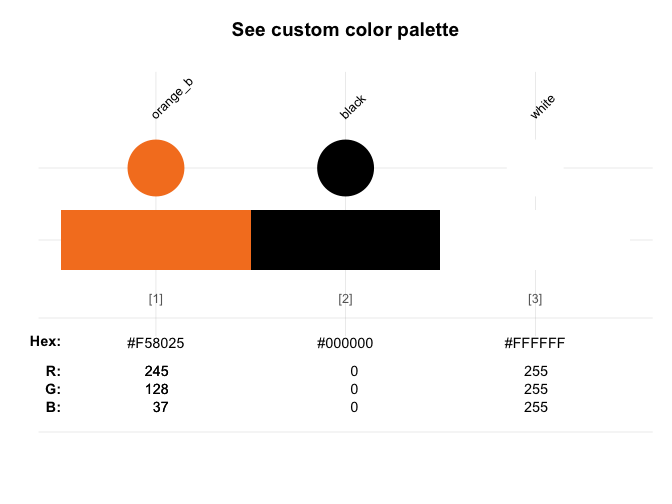 See custom color palette
orange_b black white
[1] [2] [3]
Hex: #F58025 #000000 #FFFFFF
R: 245 0 255
G: 128 0 255
B: 37 0 255